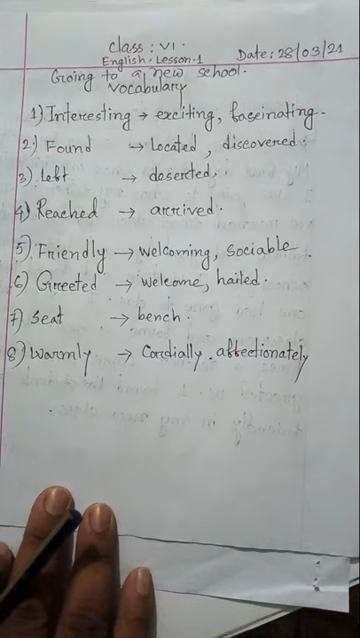 Class : VI.
English. Lesson.1 Date: 28/03/21
Going to a new school.
Vocabulary
1) Interesting → exciting, fascinating.
2) Found → Located, discovered.
3) Left → deserted.
4) Reached → arrived.
5) Friendly → welcoming, sociable.
6) Greeted → welcome, hailed.
7) Seat → bench.
8) Warmly → Cordially. affectionately